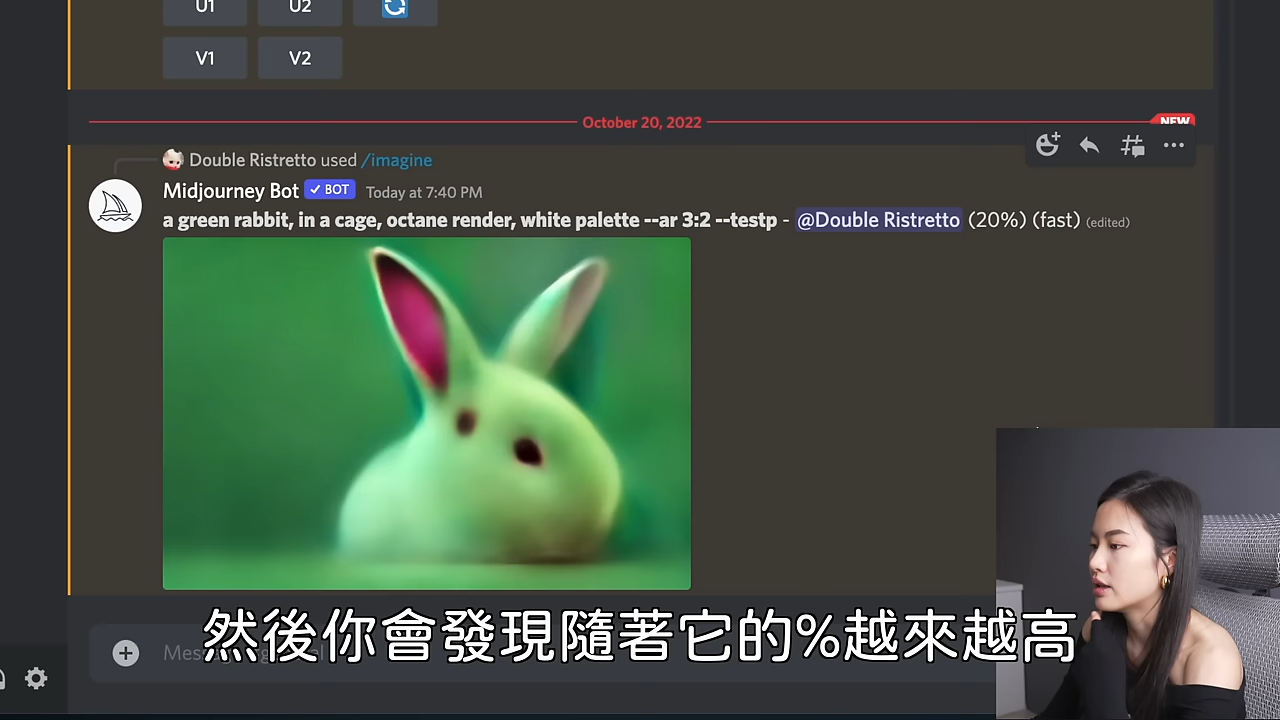 U1 U2
V1 V2
October 20, 2022
NEW
Double Ristretto used /imagine
Midjourney Bot ✓ BOT Today at 7:40 PM
a green rabbit, in a cage, octane render, white palette --ar 3:2 --testp - @Double Ristretto (20%) (fast) (edited)
然後你會發現隨著它的%越來越高